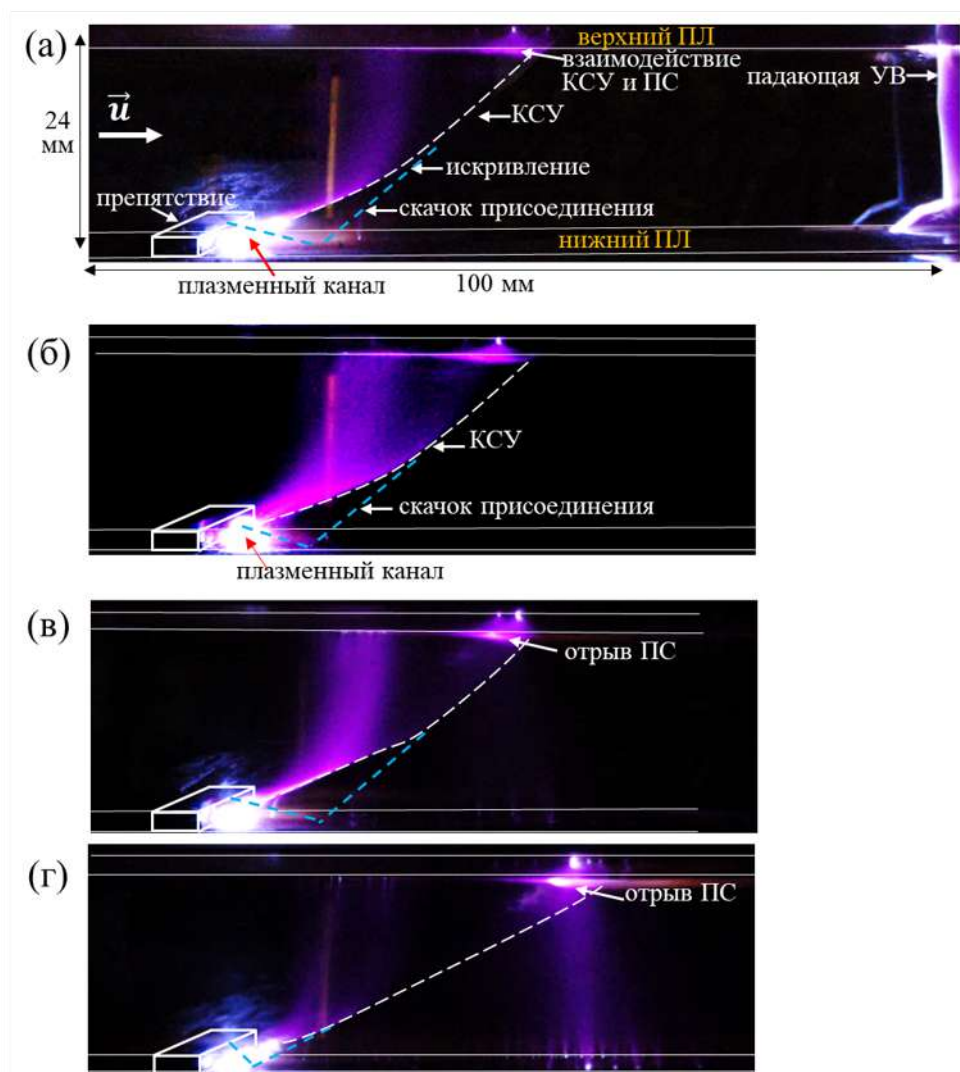 (а)
верхний ПЛ
взаимодействие
КСУ и ПС
падающая УВ
u
24
мм
КСУ
искривление
препятствие
скачок присоединения
нижний ПЛ
плазменный канал
100 мм
(б)
КСУ
скачок присоединения
плазменный канал
(в)
отрыв ПС
(г)
отрыв ПС